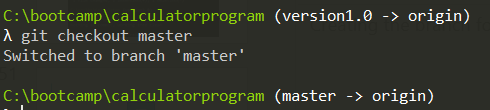 C:\bootcamp\calculatorprogram (version1.0 -> origin)
λ git checkout master
Switched to branch 'master'
C:\bootcamp\calculatorprogram (master -> origin)